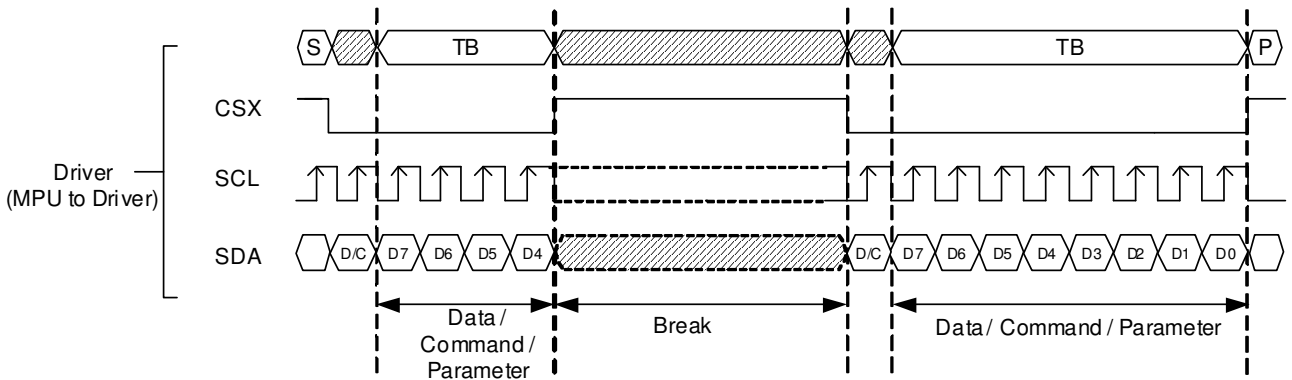 S TB TB P
CSX
Driver
(MPU to Driver)
SCL
SDA D/C D7 D6 D5 D4 D/C D7 D6 D5 D4 D3 D2 D1 D0
Data / Command / Parameter
Break
Data / Command / Parameter